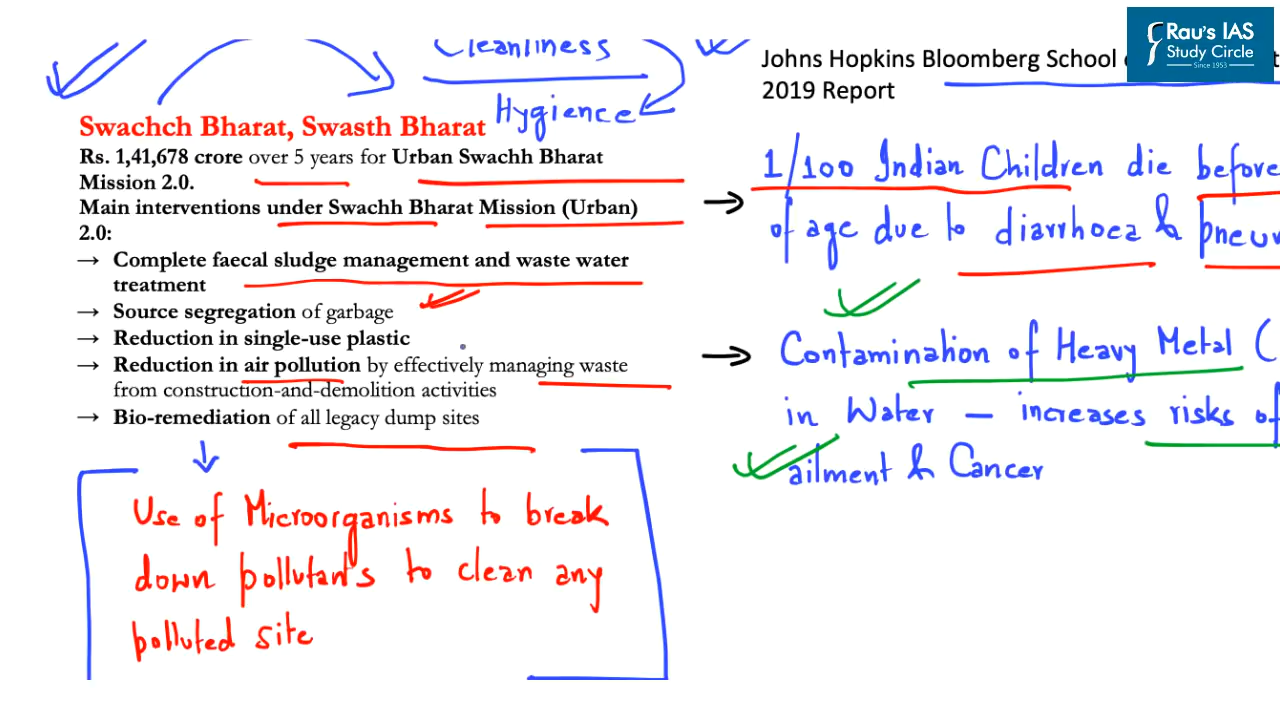 Cleanliness
Hygience
Swachch Bharat, Swasth Bharat
Rs. 1,41,678 crore over 5 years for Urban Swachh Bharat
Mission 2.0.
Main interventions under Swachh Bharat Mission (Urban)
2.0:
→ Complete faecal sludge management and waste water
treatment
→ Source segregation of garbage
→ Reduction in single-use plastic
→ Reduction in air pollution by effectively managing waste
from construction-and-demolition activities
→ Bio-remediation of all legacy dump sites
Use of Microorganisms to break
down pollutants to clean any
polluted site
Rau's IAS
Study Circle
Since 1953
Johns Hopkins Bloomberg School
2019 Report
→ 1/100 Indian Children die before
of age due to diarrhoea &
→ Contamination of Heavy Metal (
in Water – increases risks of
ailment & Cancer